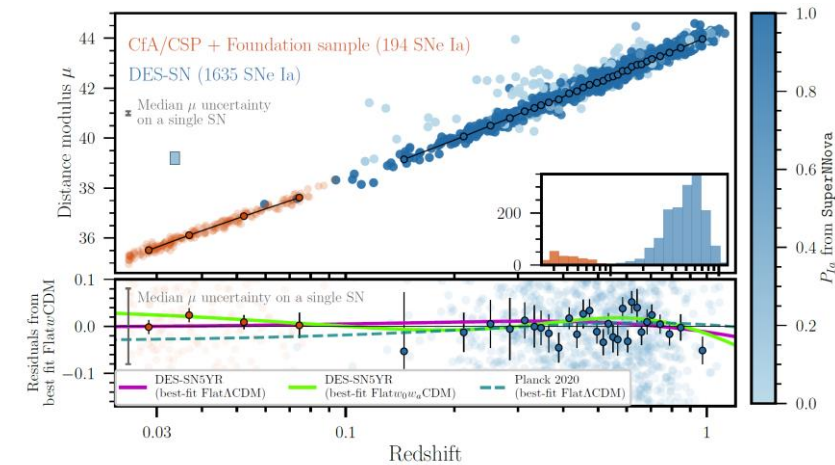 CfA/CSP + Foundation sample (194 SNe Ia)
DES-SN (1635 SNe Ia)
Median μ uncertainty
on a single SN
Distance modulus μ
44
42
40
38
36
200
0
1.0
0.8
0.6
0.4
0.2
0.0
P_Ia from SuperNNova
Median μ uncertainty on a single SN
Residuals from
best fit FlatwCDM
0.1
0.0
−0.1
DES-SN5YR
(best-fit FlatΛCDM)
DES-SN5YR
(best-fit Flatw₀wₐCDM)
Planck 2020
(best-fit FlatΛCDM)
0.03
0.1
1
Redshift